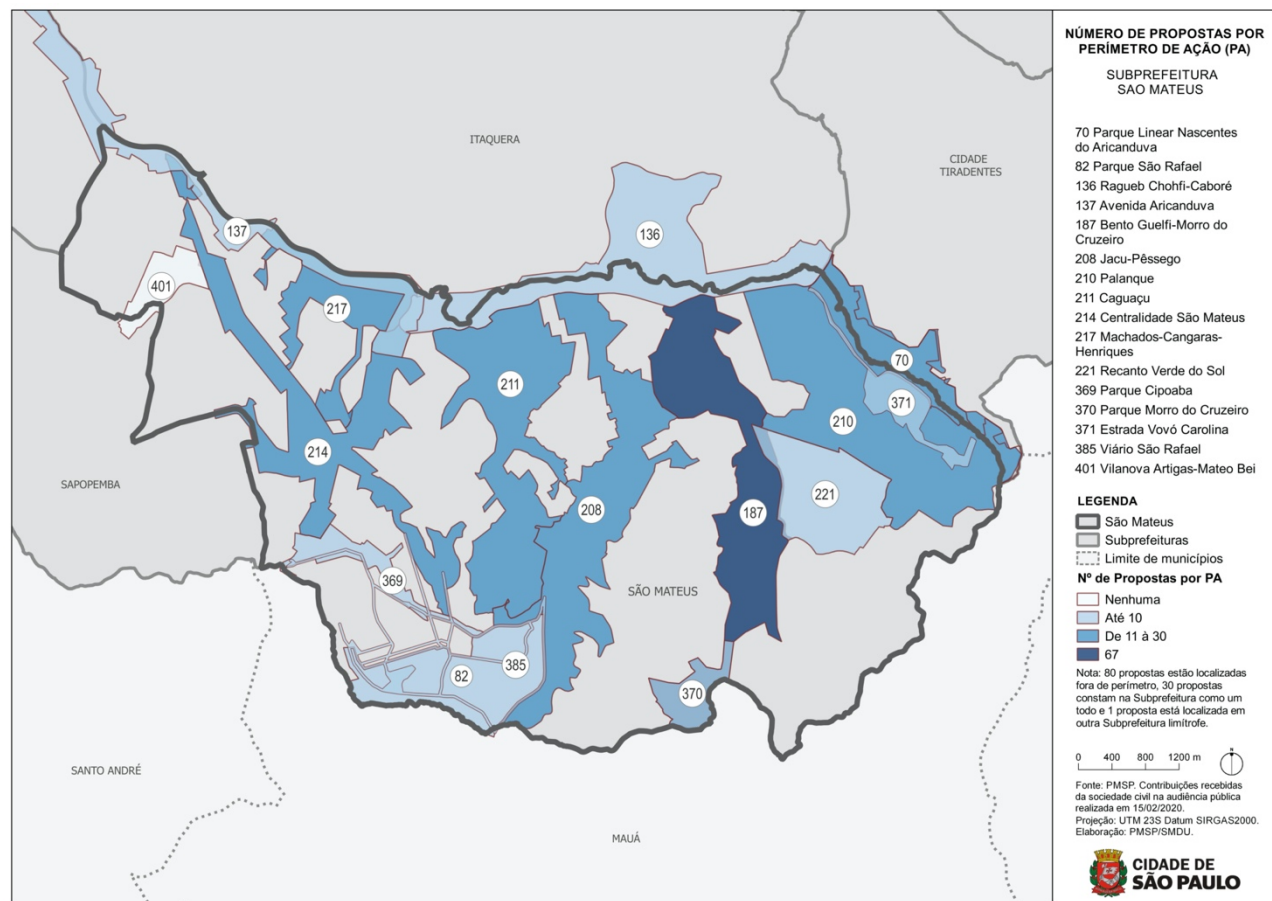 ITAQUERA
CIDADE
TIRADENTES
136
137
401
217
70
371
211
210
214
SAPOPEMBA
221
208
187
369
SÃO MATEUS
385
82
370
SANTO ANDRÉ
MAUÁ
NÚMERO DE PROPOSTAS POR
PERÍMETRO DE AÇÃO (PA)
SUBPREFEITURA
SAO MATEUS
70 Parque Linear Nascentes
do Aricanduva
82 Parque São Rafael
136 Ragueb Chohfi-Caboré
137 Avenida Aricanduva
187 Bento Guelfi-Morro do
Cruzeiro
208 Jacu-Pêssego
210 Palanque
211 Caguaçu
214 Centralidade São Mateus
217 Machados-Cangaras-
Henriques
221 Recanto Verde do Sol
369 Parque Cipoaba
370 Parque Morro do Cruzeiro
371 Estrada Vovó Carolina
385 Viário São Rafael
401 Vilanova Artigas-Mateo Bei
LEGENDA
São Mateus
Subprefeituras
Limite de municípios
Nº de Propostas por PA
Nenhuma
Até 10
De 11 à 30
67
Nota: 80 propostas estão localizadas
fora de perímetro, 30 propostas
constam na Subprefeitura como um
todo e 1 proposta está localizada em
outra Subprefeitura limítrofe.
0 400 800 1200 m
N
Fonte: PMSP. Contribuições recebidas
da sociedade civil na audiência pública
realizada em 15/02/2020.
Projeção: UTM 23S Datum SIRGAS2000.
Elaboração: PMSP/SMDU.
CIDADE DE
SÃO PAULO